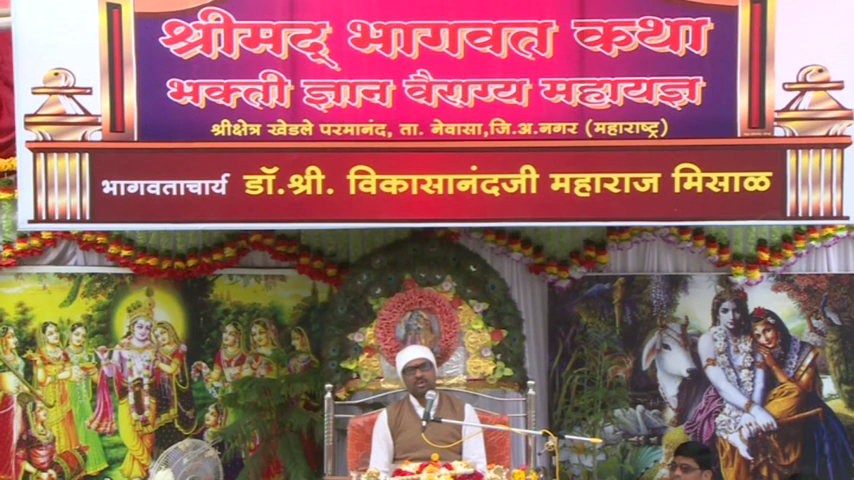 श्रीमद् भागवत कथा
भक्ती ज्ञान वैराग्य महायज्ञ
श्रीक्षेत्र खेडले परमानंद, ता. नेवासा,जि.अ.नगर (महाराष्ट्र)
भागवताचार्य डॉ.श्री. विकासानंदजी महाराज मिसाळ